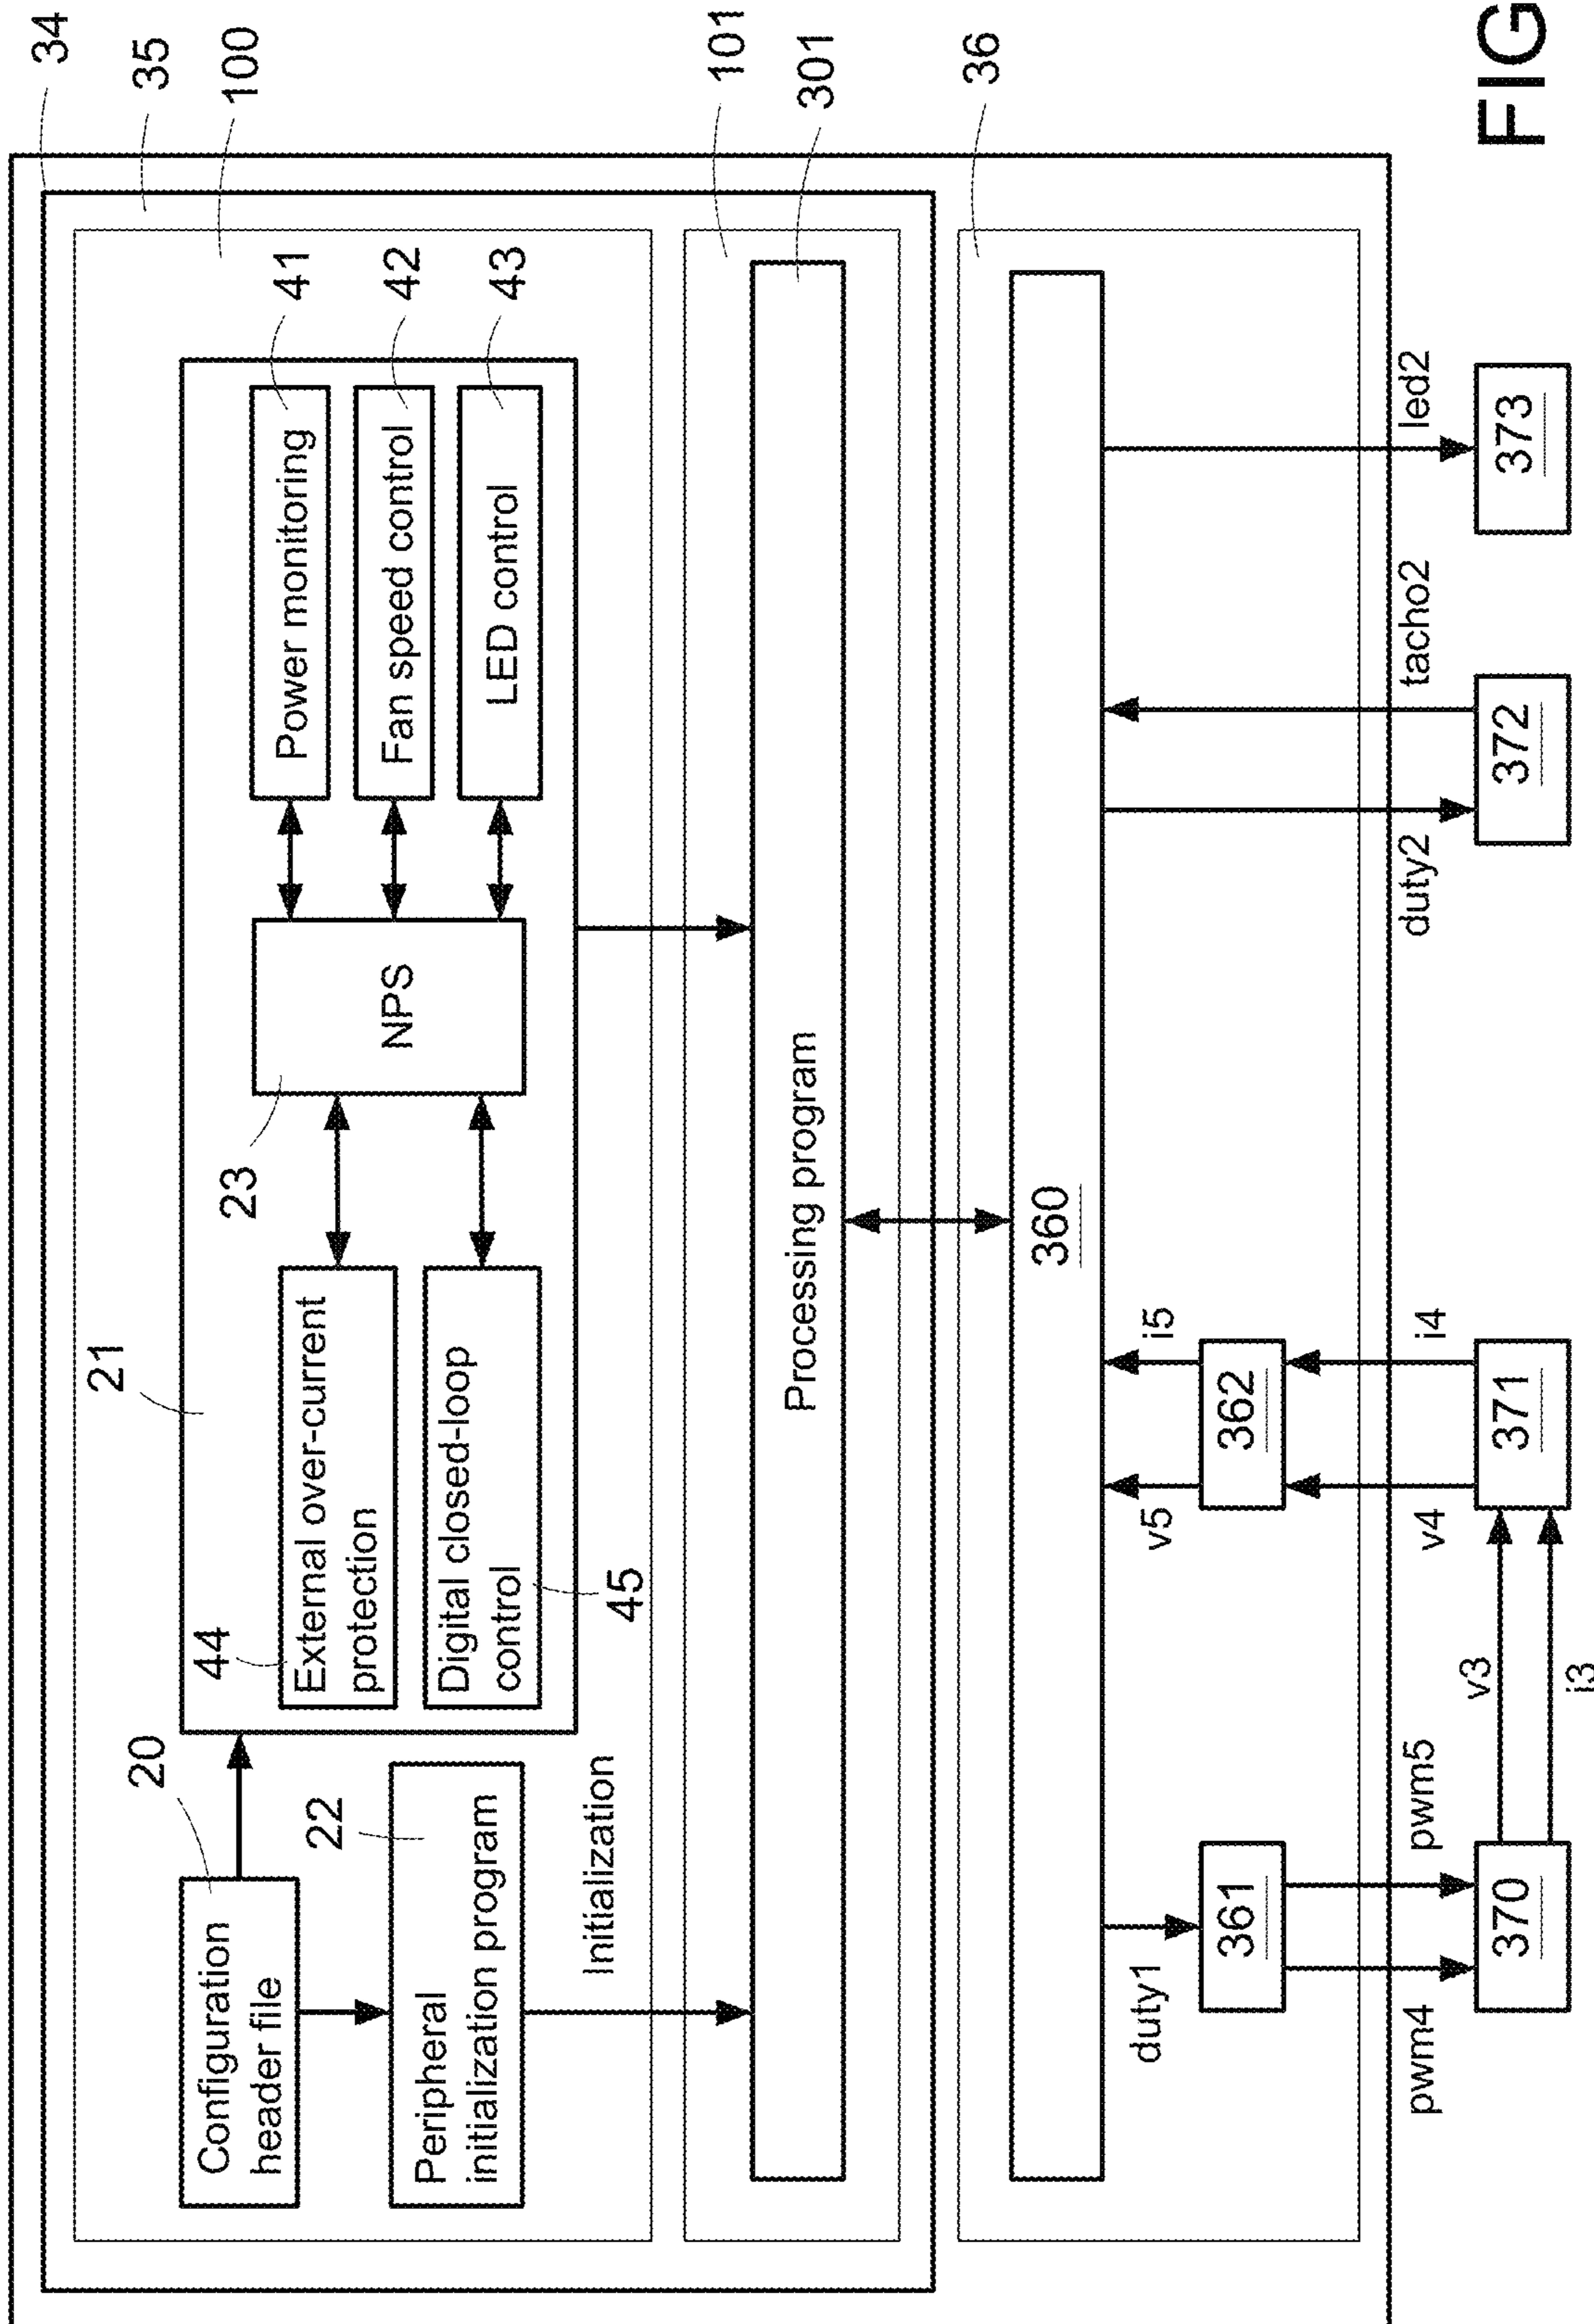 34
35
100
20
21
44
External over-current
protection
23
NPS
Power monitoring
41
Configuration
header file
Fan speed control
42
22
Peripheral
initialization program
Digital closed-loop
control
45
LED control
43
Initialization
101
Processing program
301
36
360
duty1
v5
i5
361
362
pwm4
pwm5
v4
i4
duty2
tacho2
led2
370
v3
i3
371
372
373
FIG